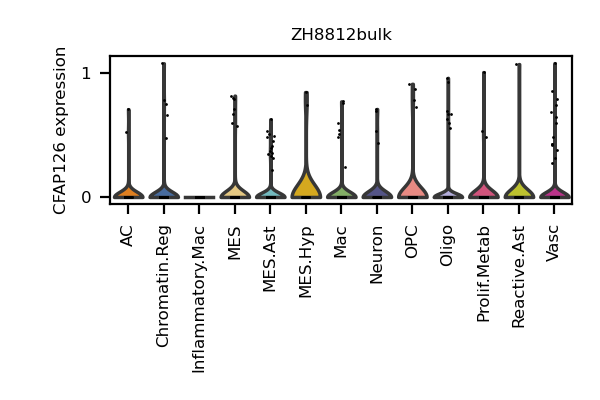 ZH8812bulk
CFAP126 expression
1
0
AC
Chromatin.Reg
Inflammatory.Mac
MES
MES.Ast
MES.Hyp
Mac
Neuron
OPC
Oligo
Prolif.Metab
Reactive.Ast
Vasc